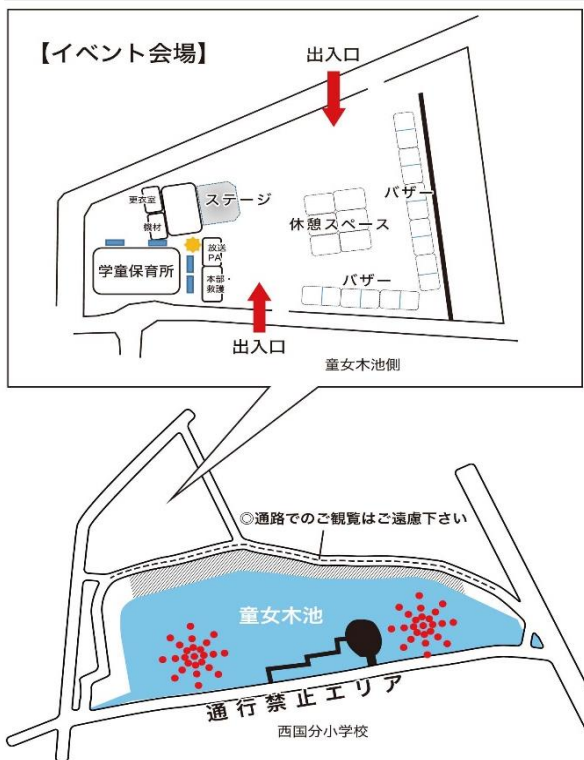 【イベント会場】
出入口
バザー
更衣室
ステージ
機材
休憩スペース
放送
PA
学童保育所
本部・
救護
バザー
出入口
童女木池側
◎通路でのご観覧はご遠慮下さい
童女木池
通行禁止エリア
西国分小学校